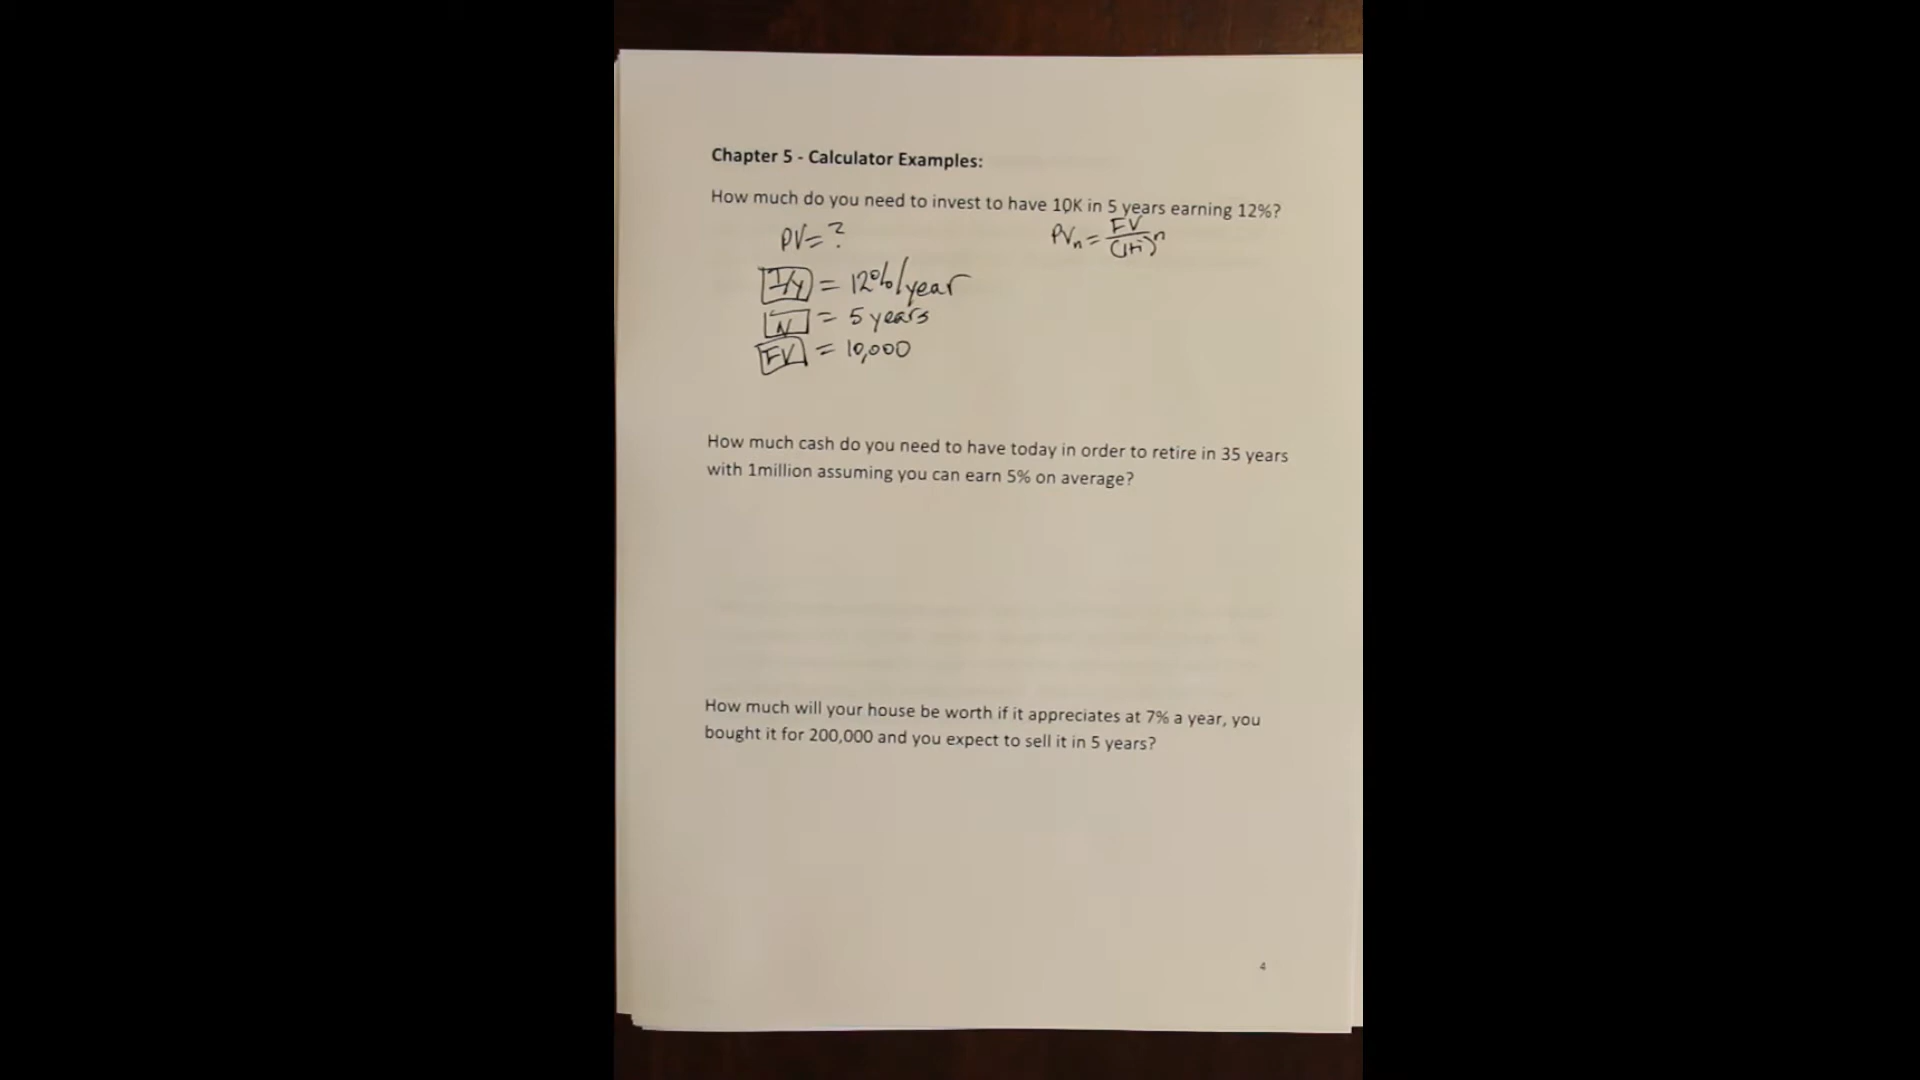 Chapter 5 - Calculator Examples:
How much do you need to invest to have 10K in 5 years earning 12%?
PV = ?
PVn = FV / (1+i)^n
I/Y = 12%/year
N = 5 years
FV = 10,000
How much cash do you need to have today in order to retire in 35 years
with 1million assuming you can earn 5% on average?
How much will your house be worth if it appreciates at 7% a year, you
bought it for 200,000 and you expect to sell it in 5 years?
4